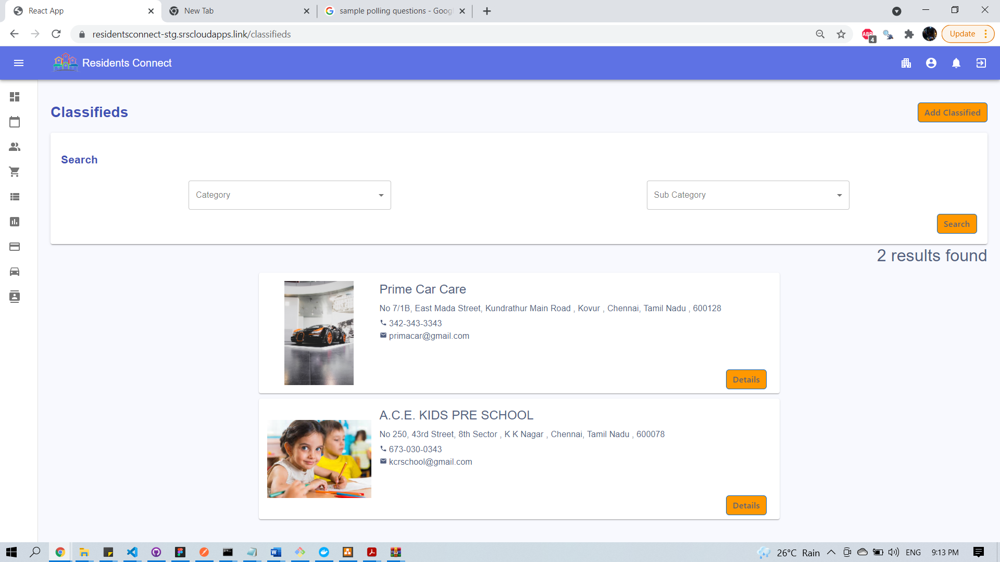 React App
New Tab
sample polling questions - Goog
residentsconnect-stg.srscloudapps.link/classifieds
ABP
4
Update
Residents Connect
Classifieds
Add Classified
Search
Category
Sub Category
Search
2 results found
Prime Car Care
No 7/1B, East Mada Street, Kundrathur Main Road , Kovur , Chennai, Tamil Nadu , 600128
342-343-3343
primacar@gmail.com
Details
A.C.E. KIDS PRE SCHOOL
No 250, 43rd Street, 8th Sector , K K Nagar , Chennai, Tamil Nadu , 600078
673-030-0343
kcrschool@gmail.com
Details
26°C Rain
ENG
9:13 PM